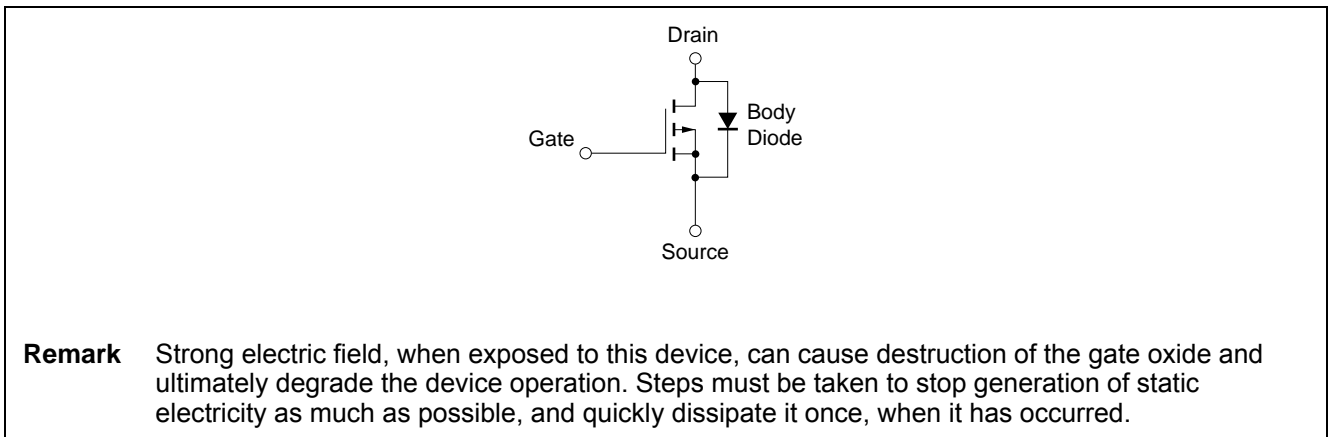 Drain
Body
Diode
Gate
Source
Remark Strong electric field, when exposed to this device, can cause destruction of the gate oxide and
ultimately degrade the device operation. Steps must be taken to stop generation of static
electricity as much as possible, and quickly dissipate it once, when it has occurred.